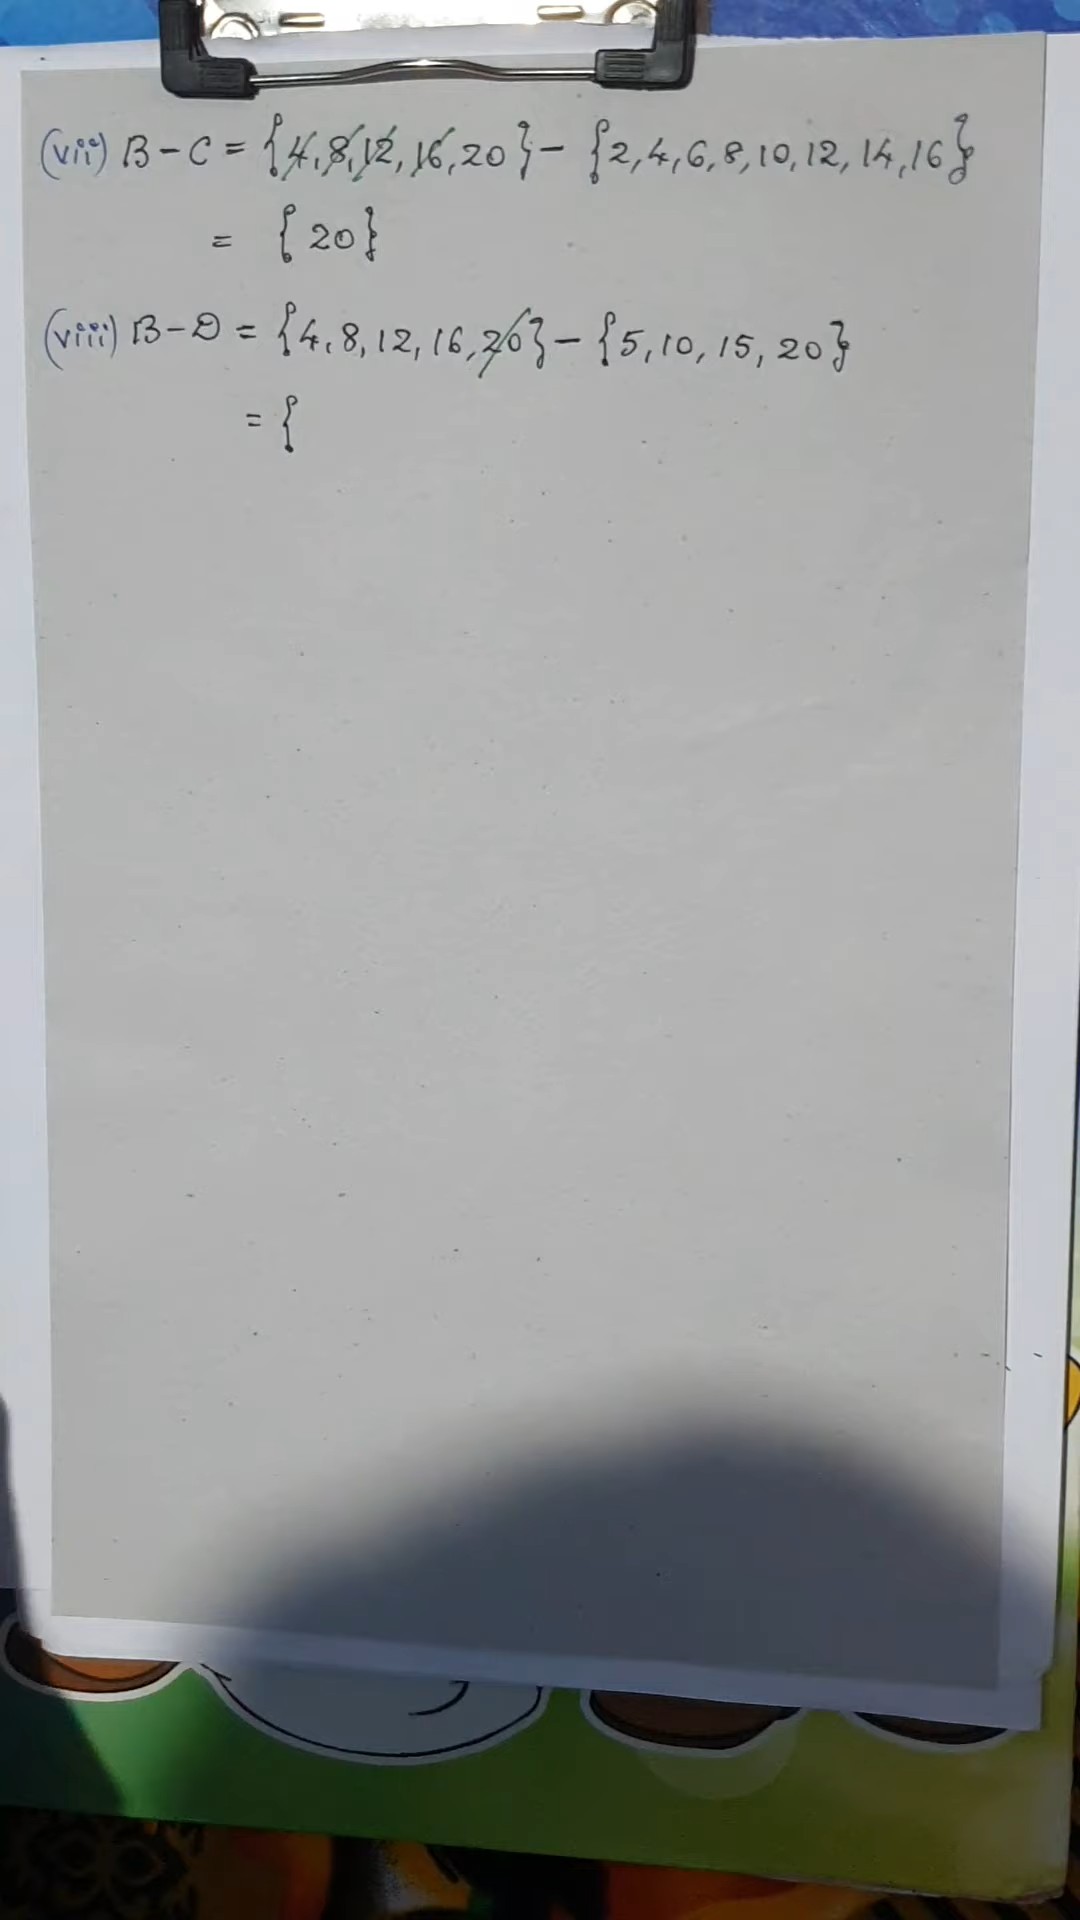 (vii) B - C = {4, 8, 12, 16, 20} - {2, 4, 6, 8, 10, 12, 14, 16}
= {20}
(viii) B - D = {4, 8, 12, 16, 20} - {5, 10, 15, 20}
= {